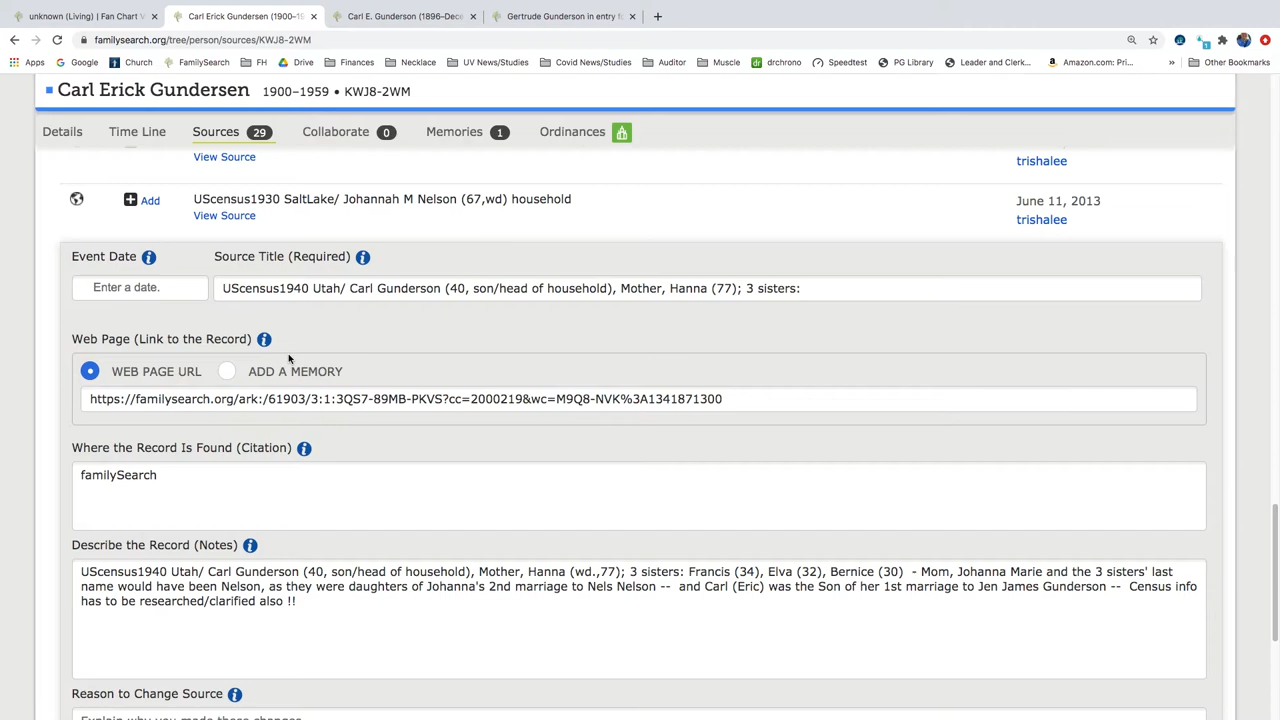 unknown (Living) | Fan Chart V
Carl Erick Gundersen (1900–19
Carl E. Gunderson (1896–Dece
Gertrude Gunderson in entry fo
familysearch.org/tree/person/sources/KWJ8-2WM
Apps
Google
Church
FamilySearch
FH
Drive
Finances
Necklace
UV News/Studies
Covid News/Studies
Auditor
Muscle
dr
drchrono
Speedtest
PG Library
Leader and Clerk...
Amazon.com: Pri...
»
Other Bookmarks
Carl Erick Gundersen 1900–1959 • KWJ8-2WM
Details
Time Line
Sources 29
Collaborate 0
Memories 1
Ordinances
View Source
trishalee
Add
UScensus1930 SaltLake/ Johannah M Nelson (67,wd) household
June 11, 2013
View Source
trishalee
Event Date
Source Title (Required)
Enter a date.
UScensus1940 Utah/ Carl Gunderson (40, son/head of household), Mother, Hanna (77); 3 sisters:
Web Page (Link to the Record)
WEB PAGE URL
ADD A MEMORY
https://familysearch.org/ark:/61903/3:1:3QS7-89MB-PKVS?cc=2000219&wc=M9Q8-NVK%3A1341871300
Where the Record Is Found (Citation)
familySearch
Describe the Record (Notes)
UScensus1940 Utah/ Carl Gunderson (40, son/head of household), Mother, Hanna (wd.,77); 3 sisters: Francis (34), Elva (32), Bernice (30) - Mom, Johanna Marie and the 3 sisters' last
name would have been Nelson, as they were daughters of Johanna's 2nd marriage to Nels Nelson -- and Carl (Eric) was the Son of her 1st marriage to Jen James Gunderson -- Census info
has to be researched/clarified also !!
Reason to Change Source
Explain why you made these changes